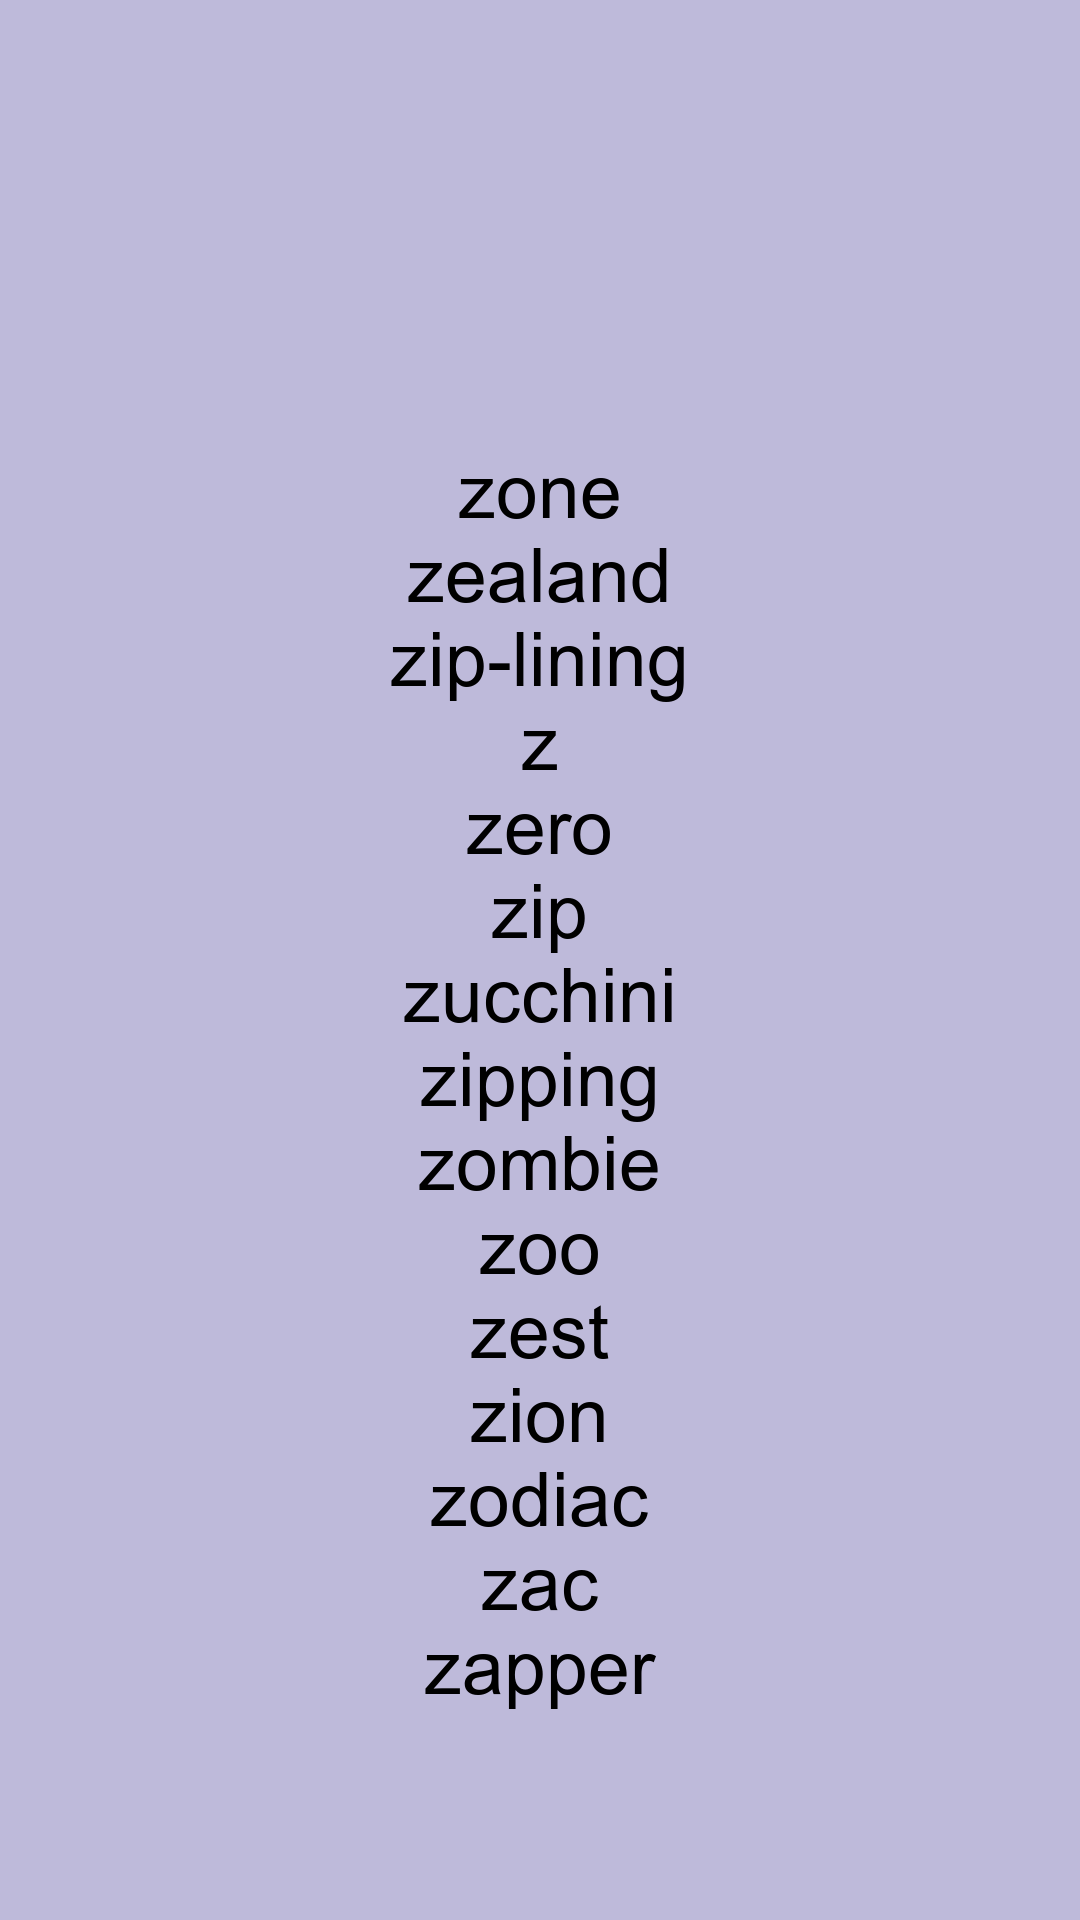 zone
zealand
zip-lining
z
zero
zip
zucchini
zipping
zombie
zoo
zest
zion
zodiac
zac
zapper